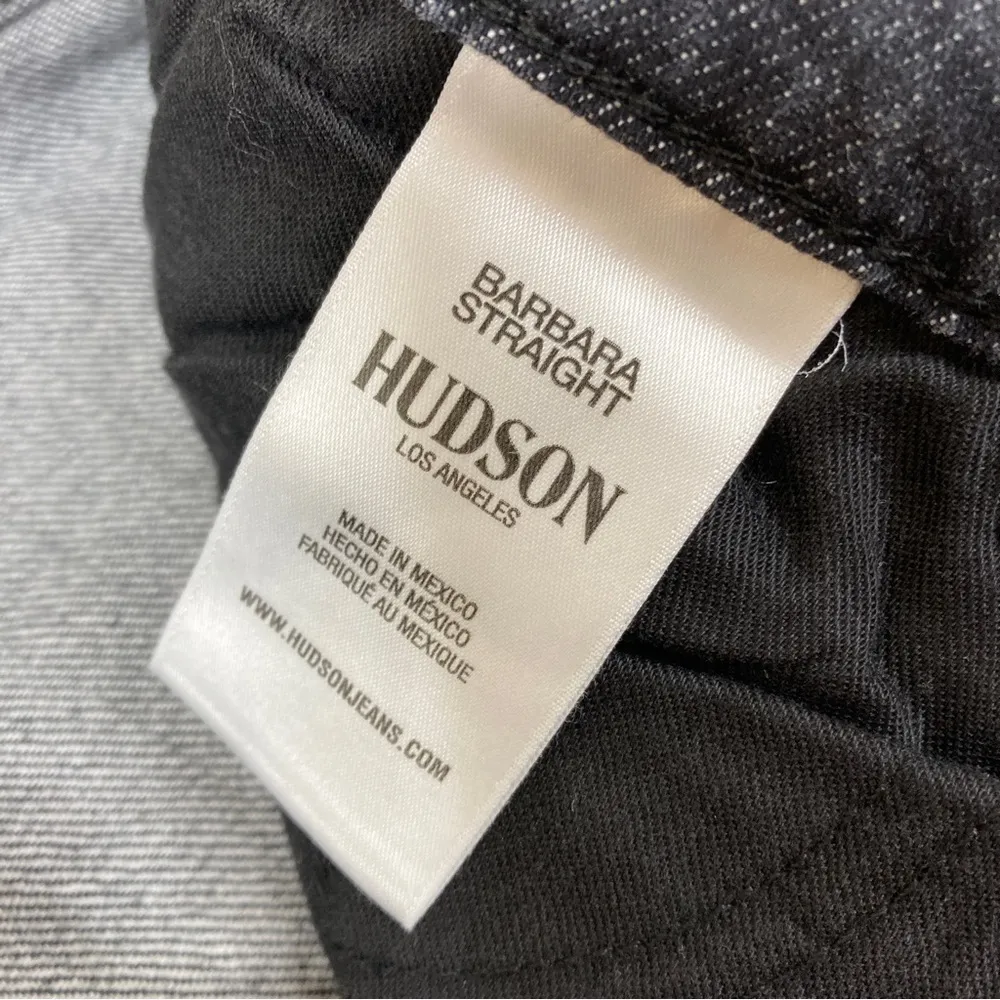 BARBARA
STRAIGHT
HUDSON
LOS ANGELES
MADE IN MEXICO
HECHO EN MÉXICO
FABRIQUÉ AU MEXIQUE
WWW.HUDSONJEANS.COM